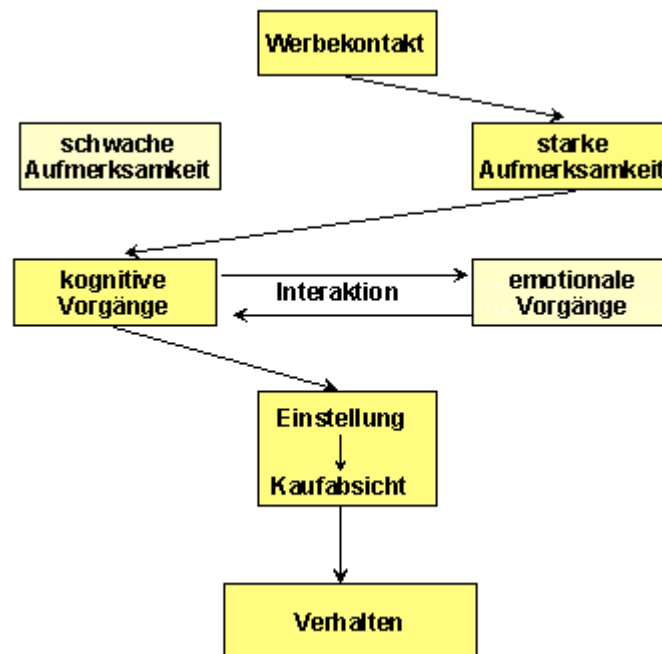 Werbekontakt
schwache
Aufmerksamkeit
starke
Aufmerksamkeit
kognitive
Vorgänge
Interaktion
emotionale
Vorgänge
Einstellung
Kaufabsicht
Verhalten